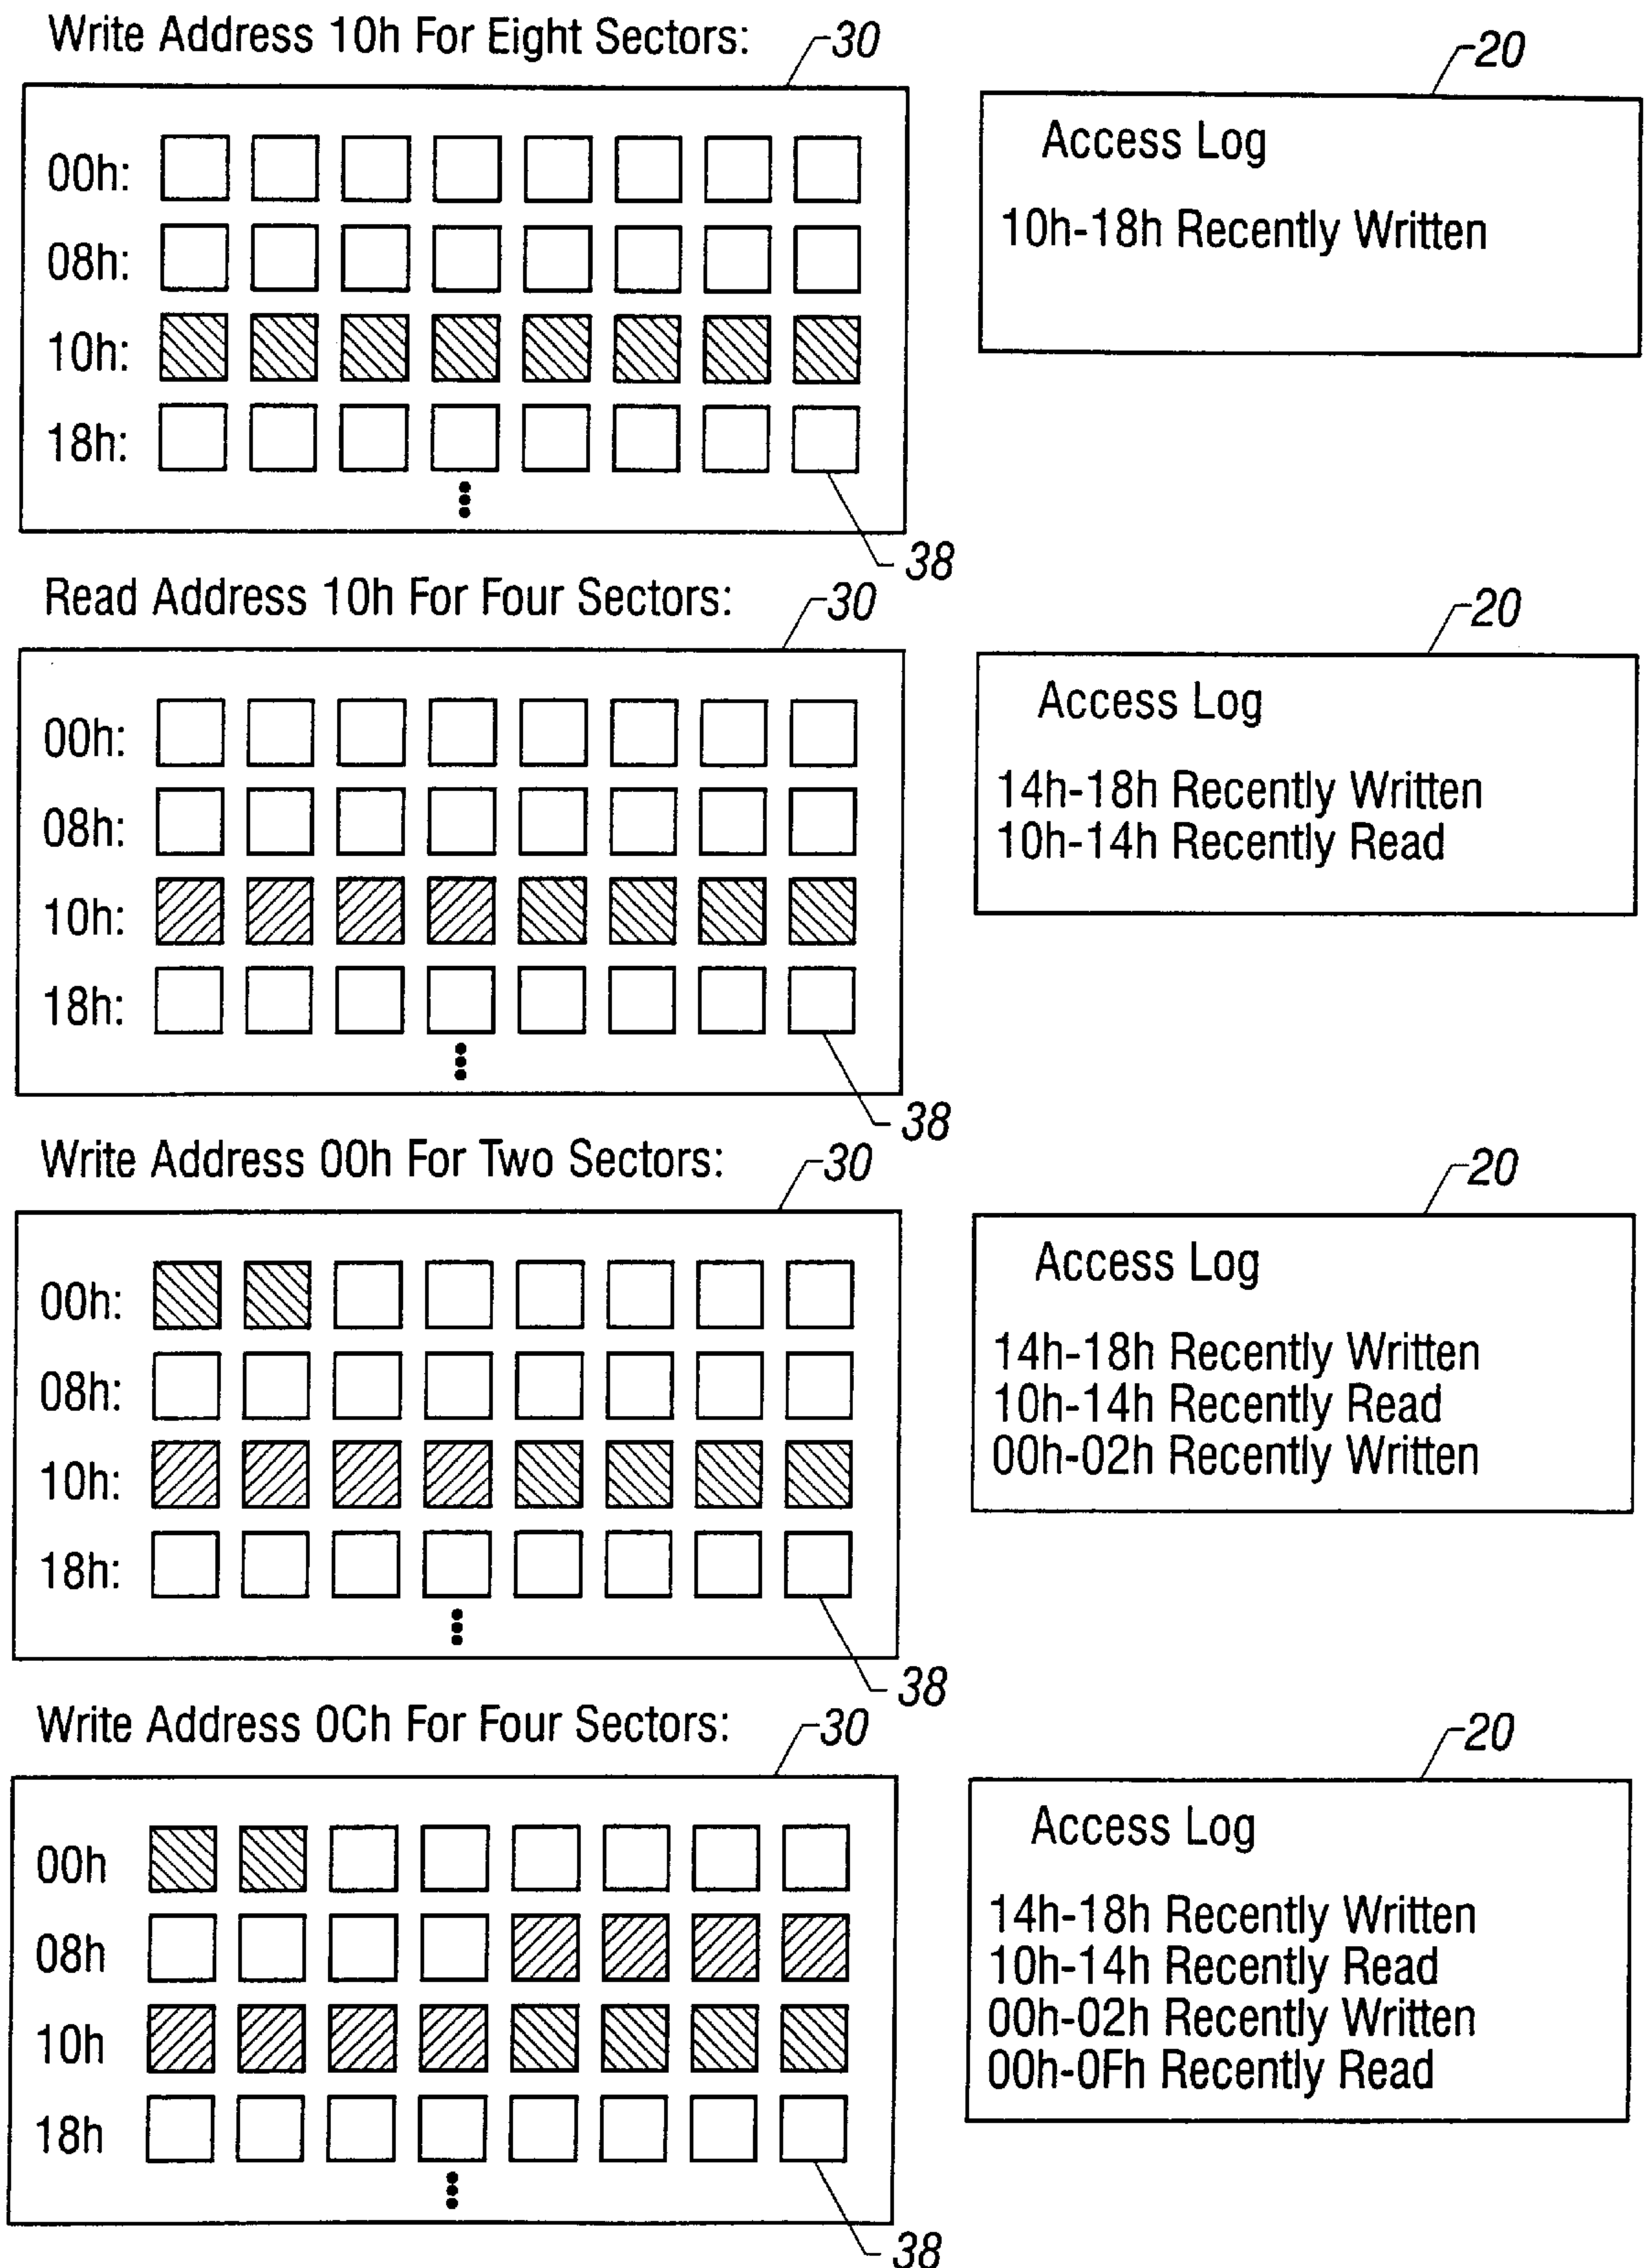 Write Address 10h For Eight Sectors:
30
20
00h:
08h:
10h:
18h:
38
Access Log
10h-18h Recently Written
Read Address 10h For Four Sectors:
30
20
00h:
08h:
10h:
18h:
38
Access Log
14h-18h Recently Written
10h-14h Recently Read
Write Address 00h For Two Sectors:
30
20
00h:
08h:
10h:
18h:
38
Access Log
14h-18h Recently Written
10h-14h Recently Read
00h-02h Recently Written
Write Address 0Ch For Four Sectors:
30
20
00h
08h
10h
18h
38
Access Log
14h-18h Recently Written
10h-14h Recently Read
00h-02h Recently Written
00h-0Fh Recently Read